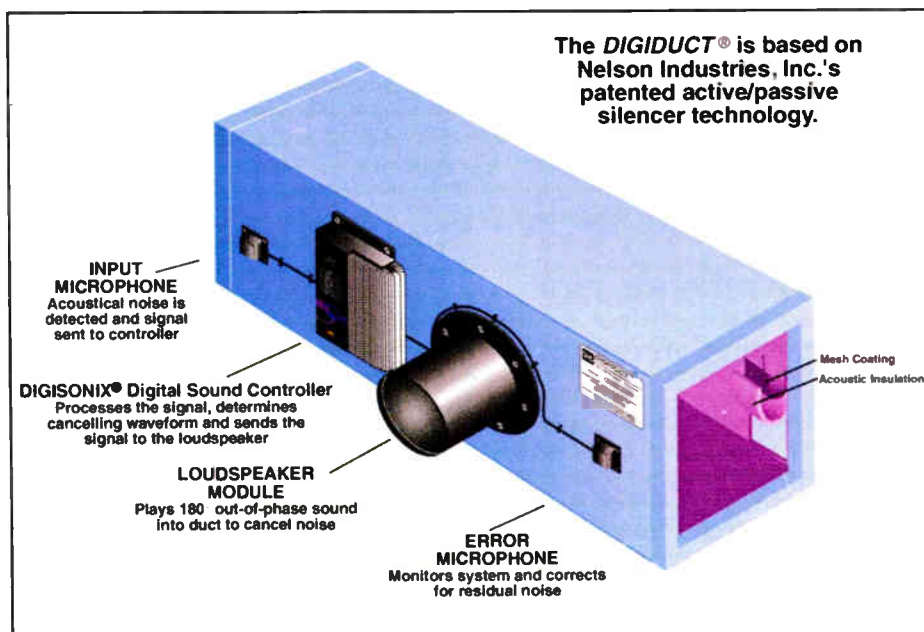 The DIGIDUCT® is based on
Nelson Industries, Inc.'s
patented active/passive
silencer technology.
INPUT
MICROPHONE
Acoustical noise is
detected and signal
sent to controller
DIGISONIX® Digital Sound Controller
Processes the signal, determines
cancelling waveform and sends the
signal to the loudspeaker
LOUDSPEAKER
MODULE
Plays 180 out-of-phase sound
into duct to cancel noise
ERROR
MICROPHONE
Monitors system and corrects
for residual noise
Mesh Coating
Acoustic Insulation